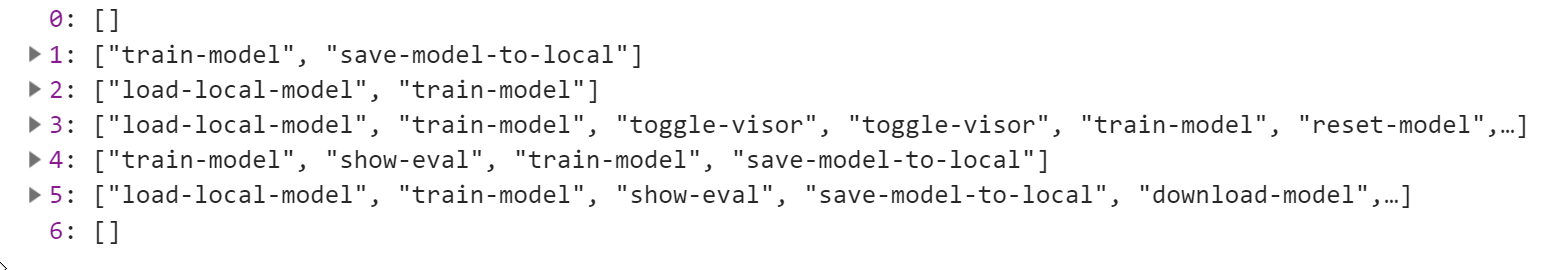 0: []
▶1: ["train-model", "save-model-to-local"]
▶2: ["load-local-model", "train-model"]
▶3: ["load-local-model", "train-model", "toggle-visor", "toggle-visor", "train-model", "reset-model",…]
▶4: ["train-model", "show-eval", "train-model", "save-model-to-local"]
▶5: ["load-local-model", "train-model", "show-eval", "save-model-to-local", "download-model",…]
6: []